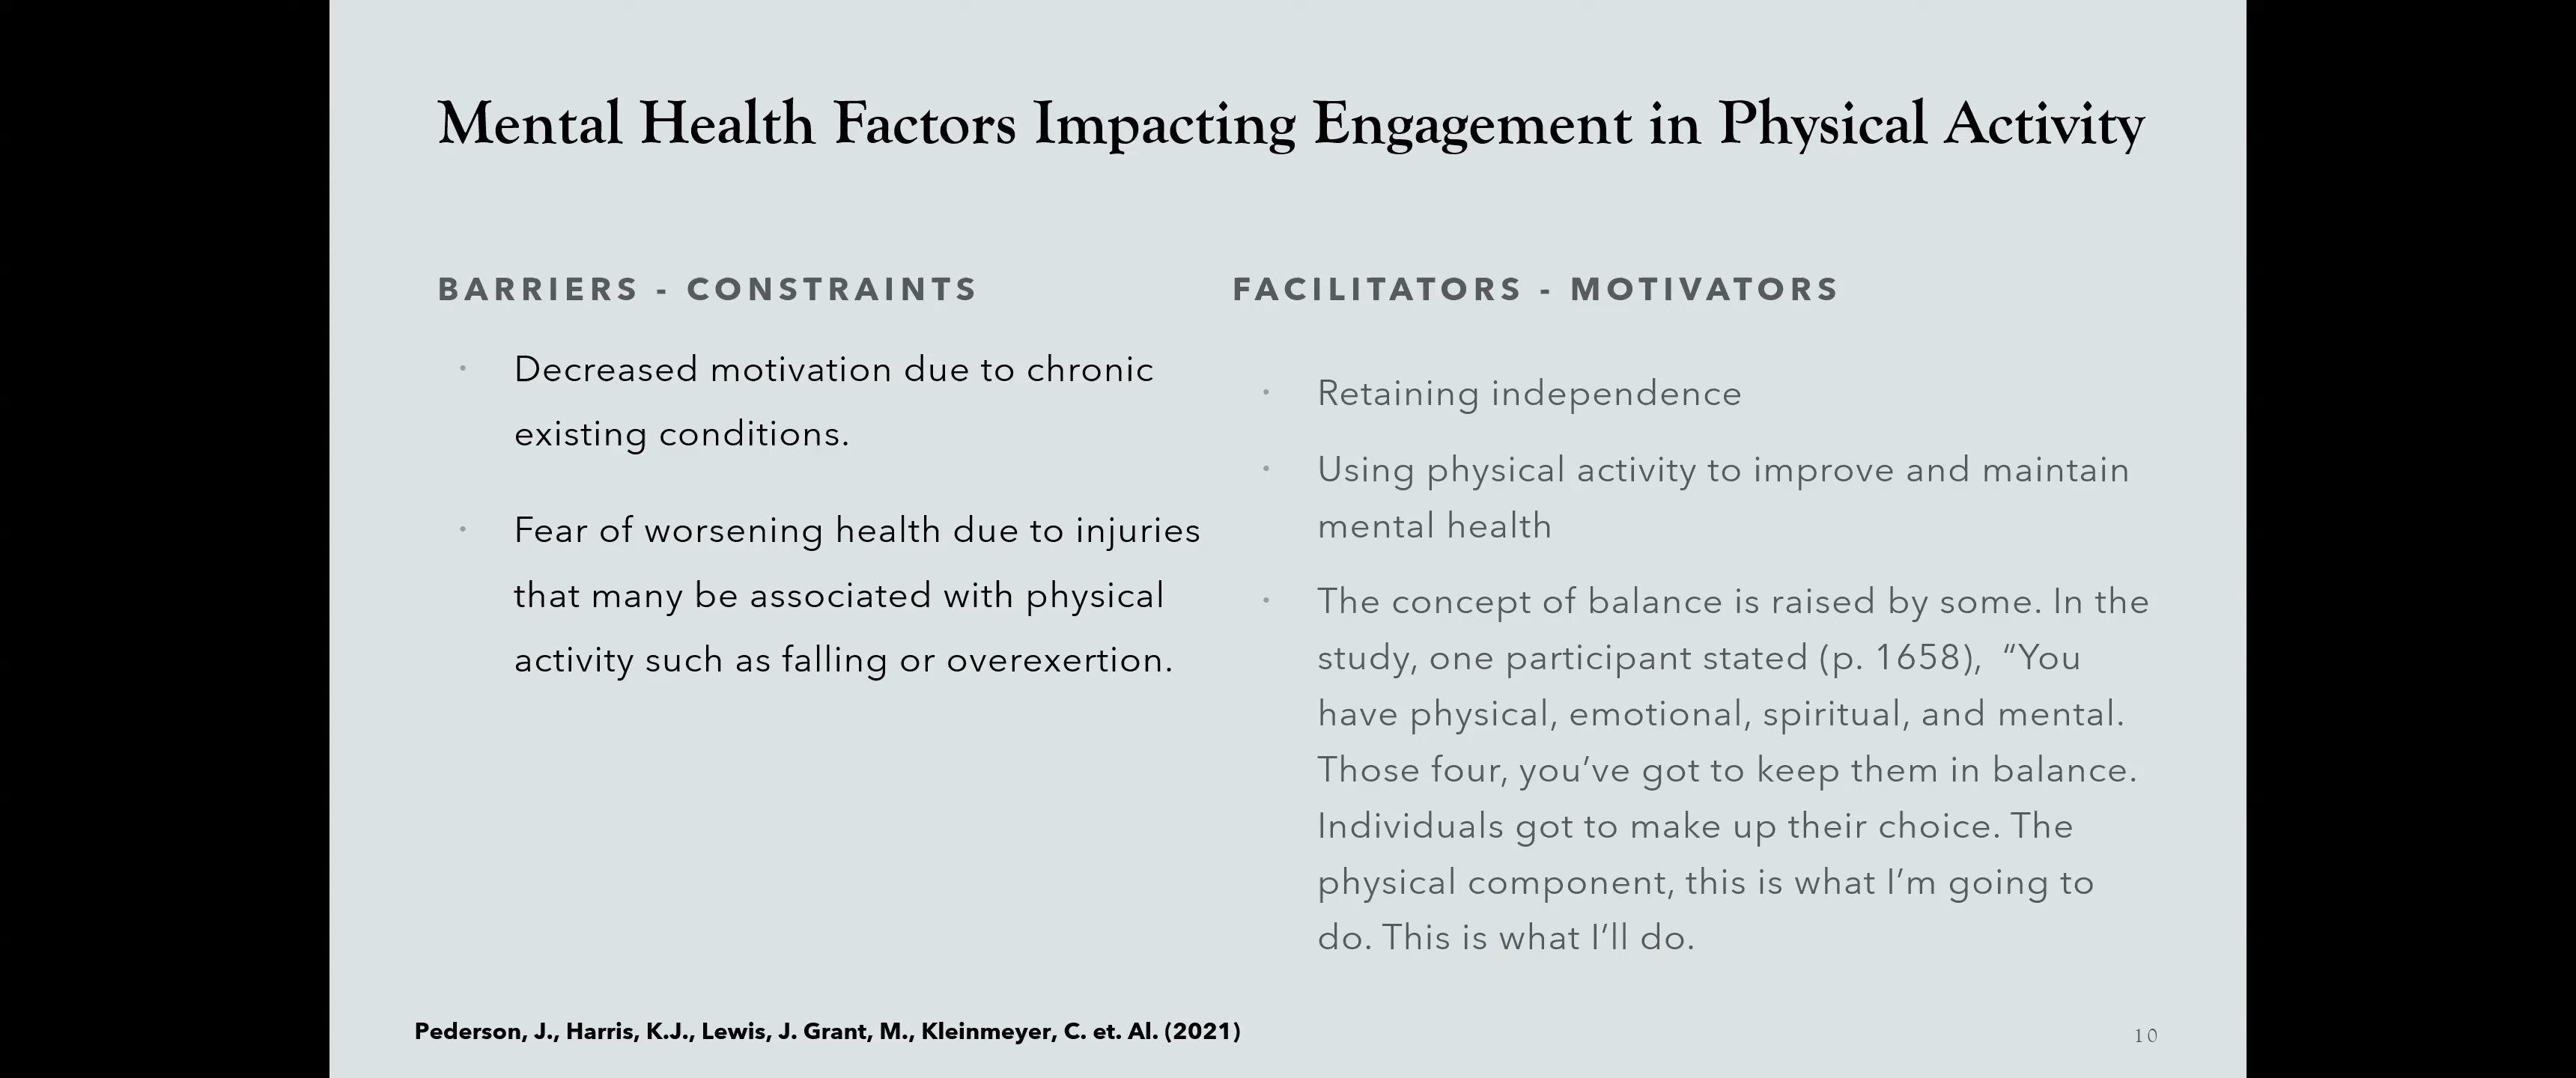 Mental Health Factors Impacting Engagement in Physical Activity
BARRIERS - CONSTRAINTS
• Decreased motivation due to chronic
existing conditions.
• Fear of worsening health due to injuries
that many be associated with physical
activity such as falling or overexertion.
FACILITATORS - MOTIVATORS
• Retaining independence
• Using physical activity to improve and maintain
mental health
• The concept of balance is raised by some. In the
study, one participant stated (p. 1658), “You
have physical, emotional, spiritual, and mental.
Those four, you’ve got to keep them in balance.
Individuals got to make up their choice. The
physical component, this is what I’m going to
do. This is what I’ll do.
Pederson, J., Harris, K.J., Lewis, J. Grant, M., Kleinmeyer, C. et. Al. (2021)
10